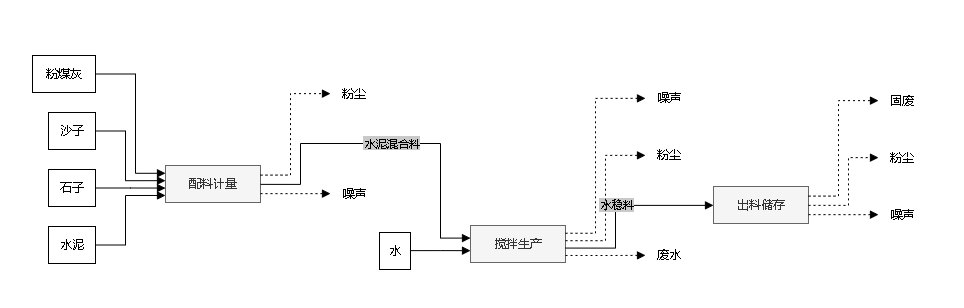 粉煤灰
沙子
石子
水泥
配料计量
粉尘
噪声
水泥混合料
水
搅拌生产
噪声
粉尘
废水
水稳料
出料储存
固废
粉尘
噪声